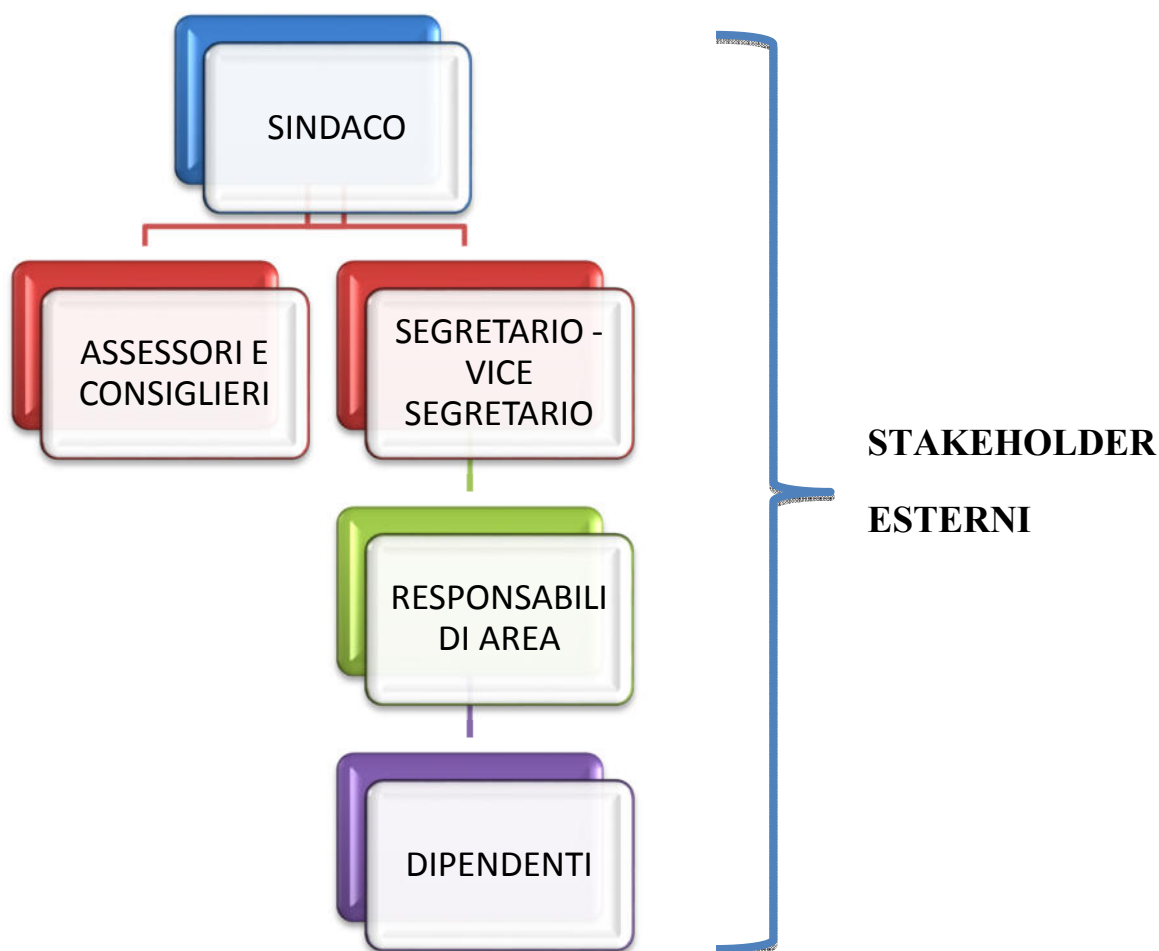 SINDACO
ASSESSORI E
CONSIGLIERI
SEGRETARIO -
VICE
SEGRETARIO
RESPONSABILI
DI AREA
DIPENDENTI
STAKEHOLDER
ESTERNI